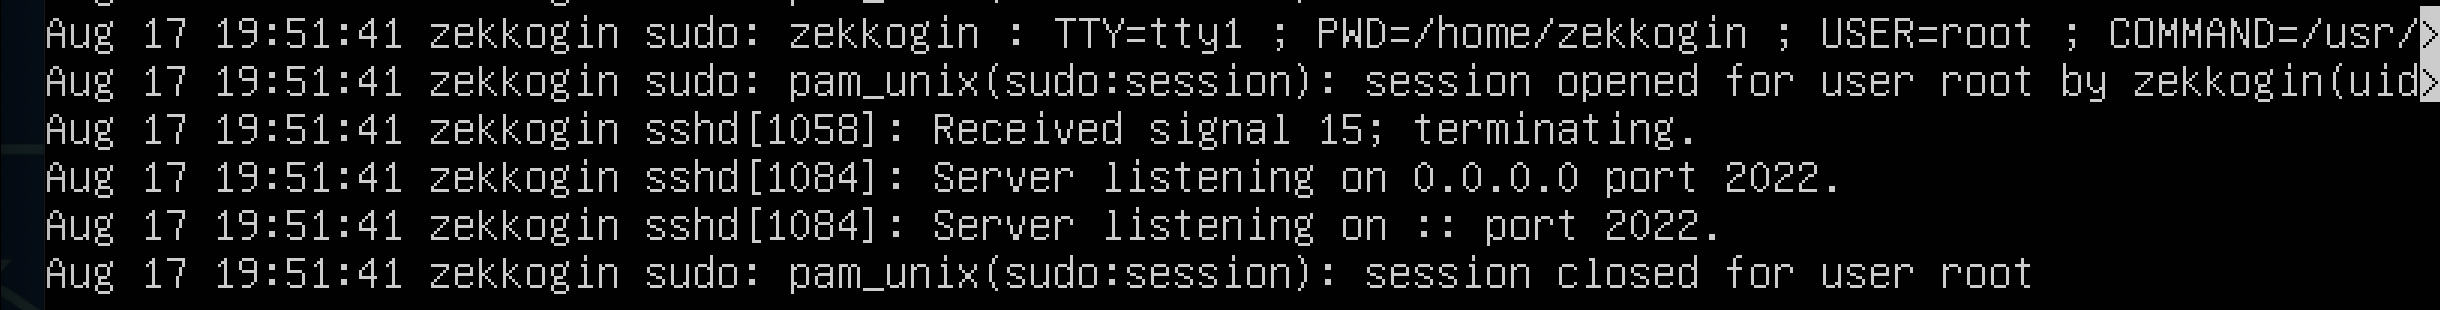 Aug 17 19:51:41 zekkogin sudo: zekkogin : TTY=tty1 ; PWD=/home/zekkogin ; USER=root ; COMMAND=/usr/>
Aug 17 19:51:41 zekkogin sudo: pam_unix(sudo:session): session opened for user root by zekkogin(uid>
Aug 17 19:51:41 zekkogin sshd[1058]: Received signal 15; terminating.
Aug 17 19:51:41 zekkogin sshd[1084]: Server listening on 0.0.0.0 port 2022.
Aug 17 19:51:41 zekkogin sshd[1084]: Server listening on :: port 2022.
Aug 17 19:51:41 zekkogin sudo: pam_unix(sudo:session): session closed for user root